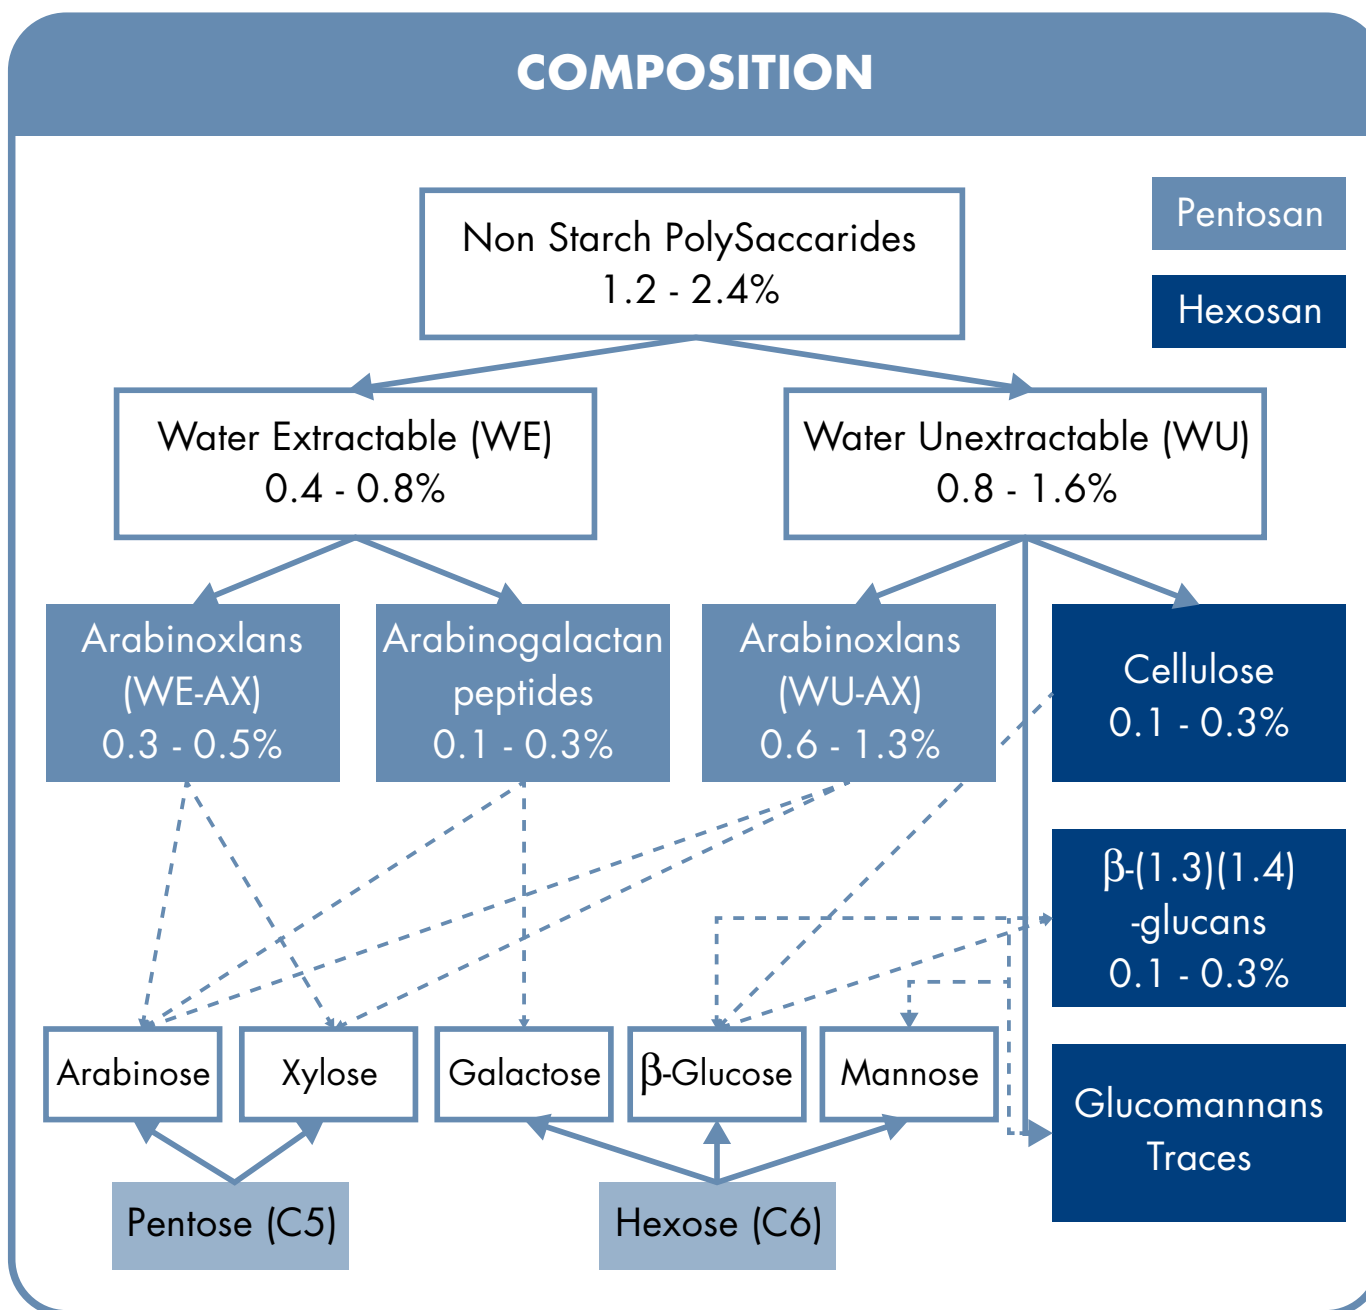 COMPOSITION
Non Starch PolySaccarides
1.2 - 2.4%
Pentosan
Hexosan
Water Extractable (WE)
0.4 - 0.8%
Water Unextractable (WU)
0.8 - 1.6%
Arabinoxlans
(WE-AX)
0.3 - 0.5%
Arabinogalactan
peptides
0.1 - 0.3%
Arabinoxlans
(WU-AX)
0.6 - 1.3%
Cellulose
0.1 - 0.3%
β-(1.3)(1.4)
-glucans
0.1 - 0.3%
Glucomannans
Traces
Arabinose
Xylose
Galactose
β-Glucose
Mannose
Pentose (C5)
Hexose (C6)